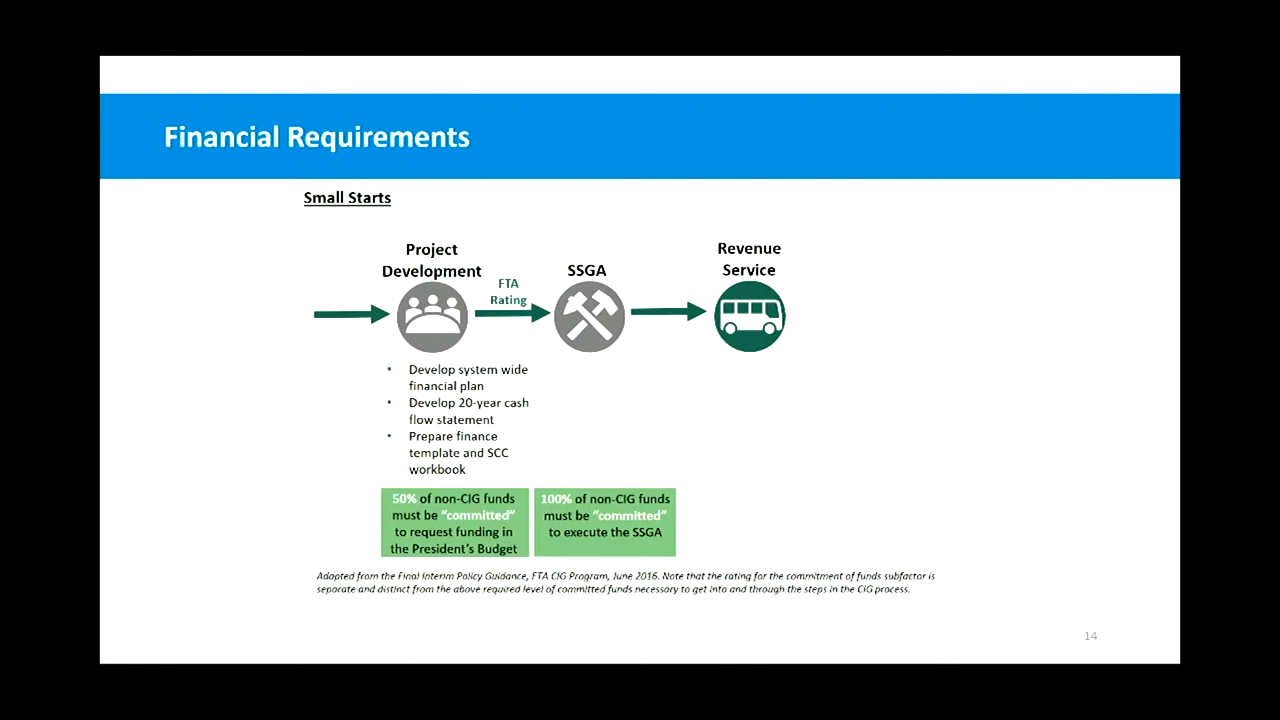 Financial Requirements
Small Starts
Project
Development
FTA
Rating
SSGA
Revenue
Service
• Develop system wide
financial plan
• Develop 20-year cash
flow statement
• Prepare finance
template and SCC
workbook
50% of non-CIG funds
must be “committed”
to request funding in
the President’s Budget
100% of non-CIG funds
must be “committed”
to execute the SSGA
Adapted from the Final Interim Policy Guidance, FTA CIG Program, June 2016. Note that the rating for the commitment of funds subfactor is
separate and distinct from the above required level of committed funds necessary to get into and through the steps in the CIG process.
14